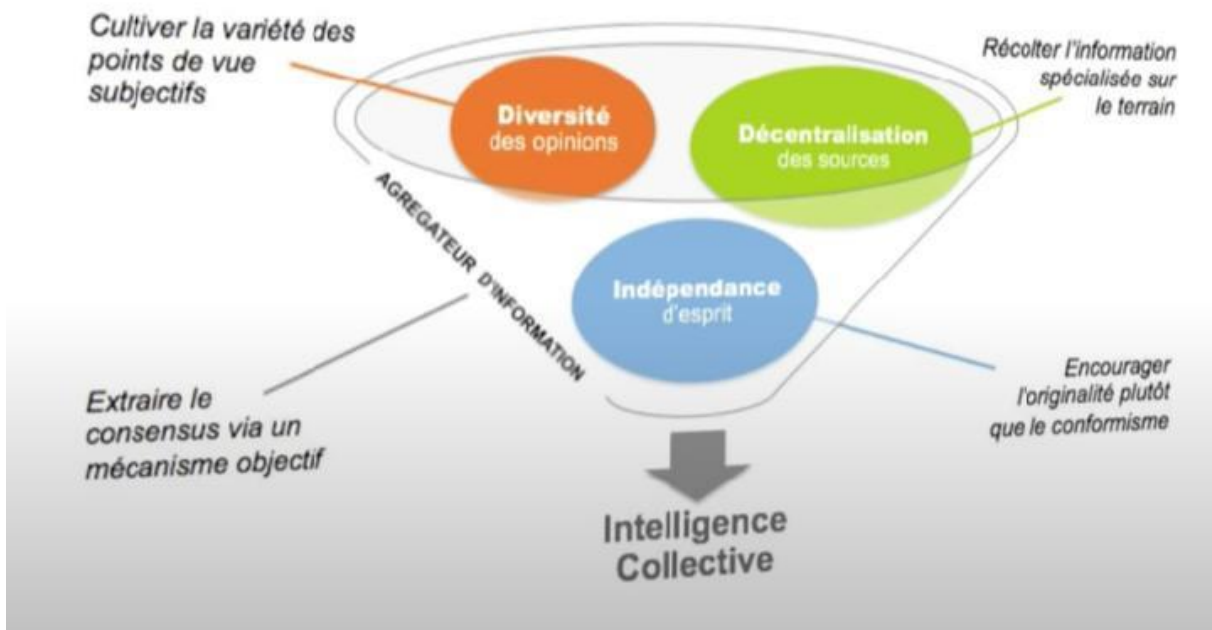 Cultiver la variété des
points de vue
subjectifs
Récolter l'information
spécialisée sur
le terrain
Diversité
des opinions
Décentralisation
des sources
AGREGATEUR D'INFORMATION
Indépendance
d'esprit
Extraire le
consensus via un
mécanisme objectif
Encourager
l'originalité plutôt
que le conformisme
Intelligence
Collective